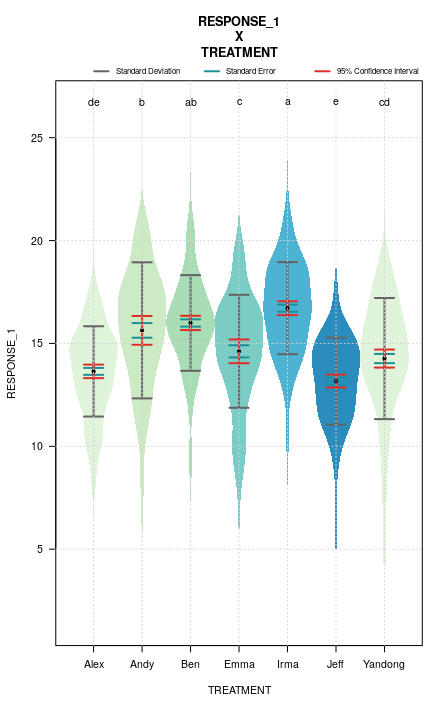 RESPONSE_1
X
TREATMENT
Standard Deviation Standard Error 95% Confidence Interval
de b ab c a e cd
25
20
15
10
5
RESPONSE_1
Alex Andy Ben Emma Irma Jeff Yandong
TREATMENT